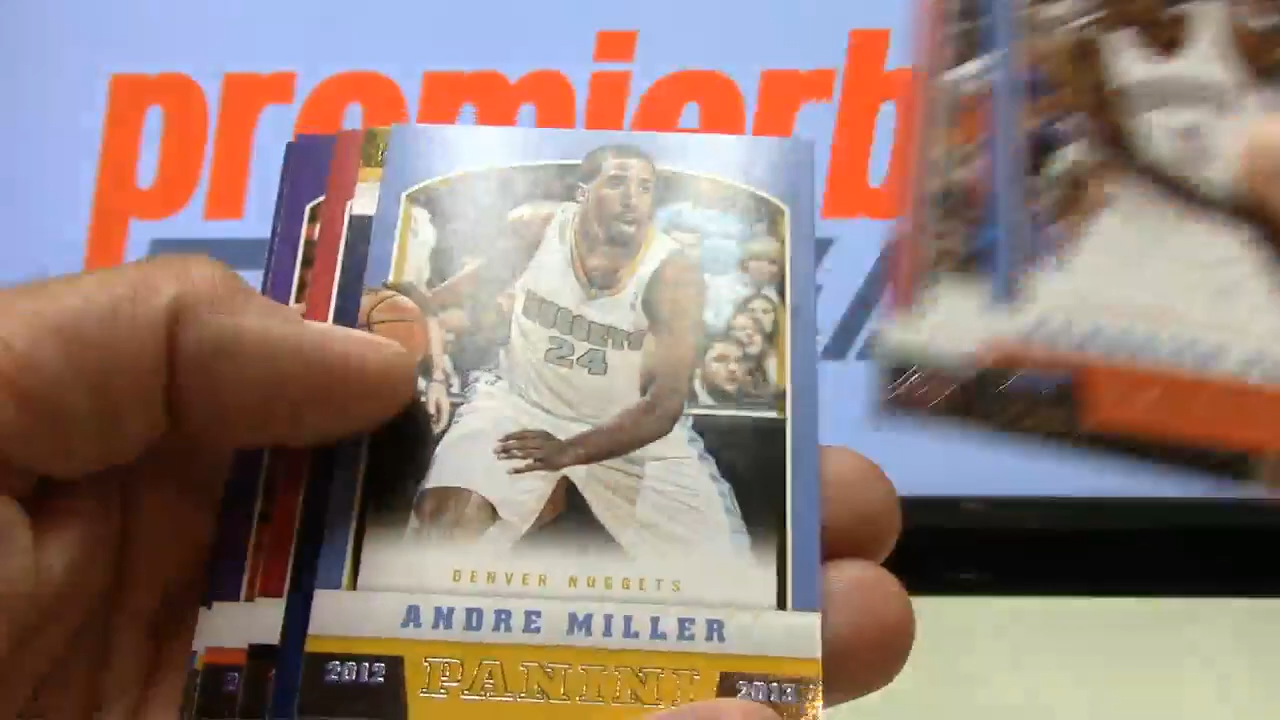 premierb
NUGGETS
24
DENVER NUGGETS
ANDRE MILLER
2012 PANINI 2013